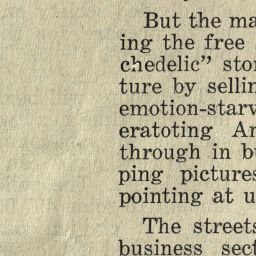 But the ma
ing the free
chedelic" stor
ture by sellin
emotion-starv
eratoting An
through in bu
ping pictures
pointing at u
The streets
business sect